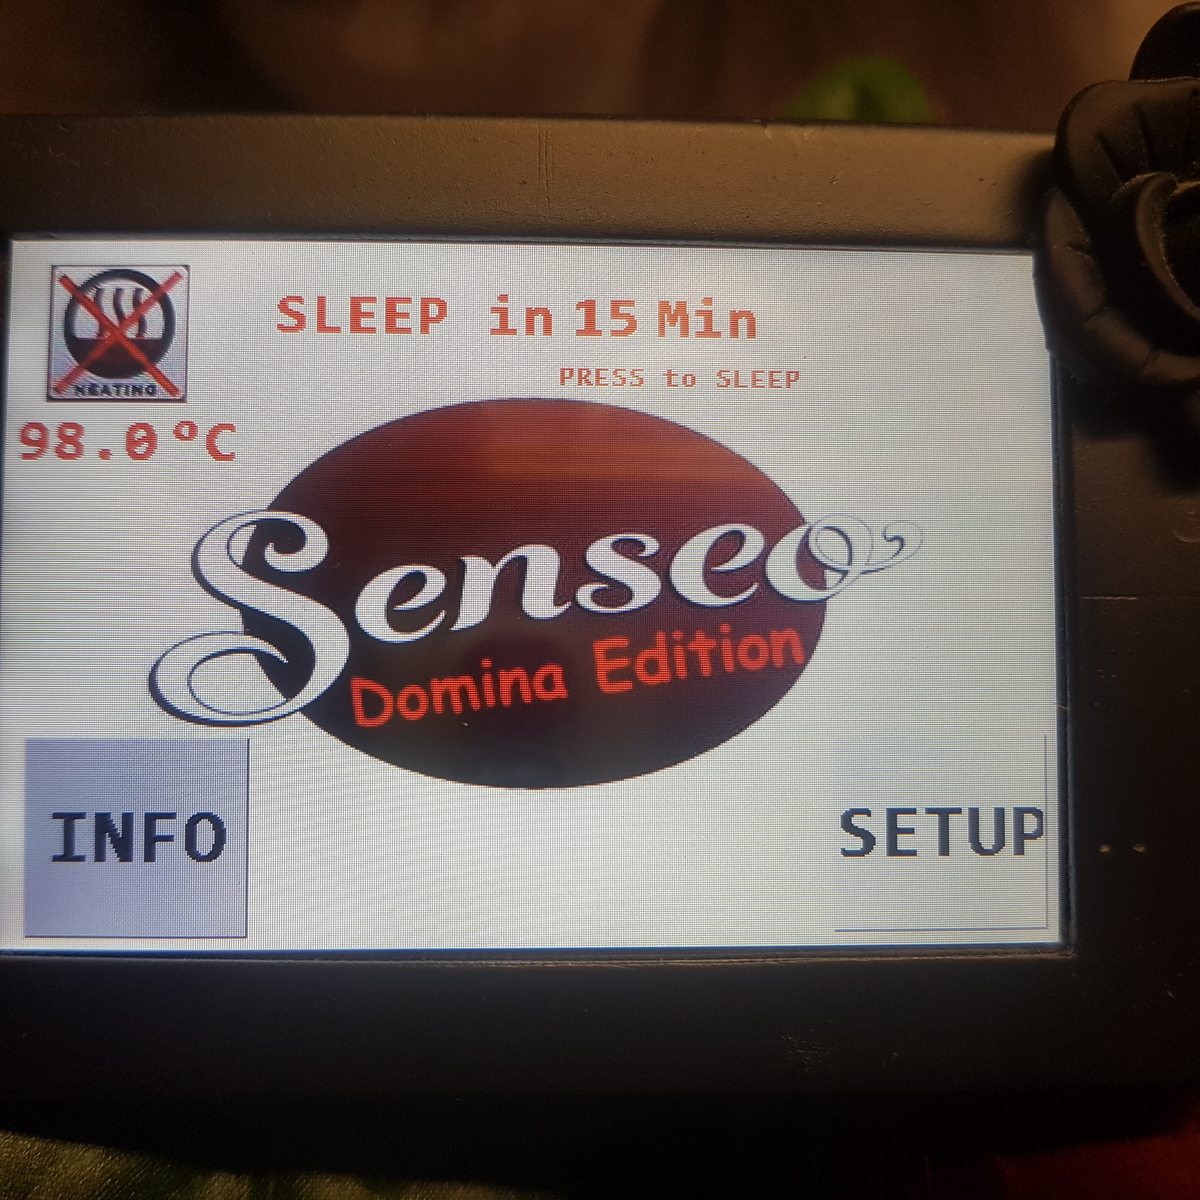 SLEEP in 15 Min
PRESS to SLEEP
HEATING
98.0°C
Senseo
Domina Edition
INFO
SETUP